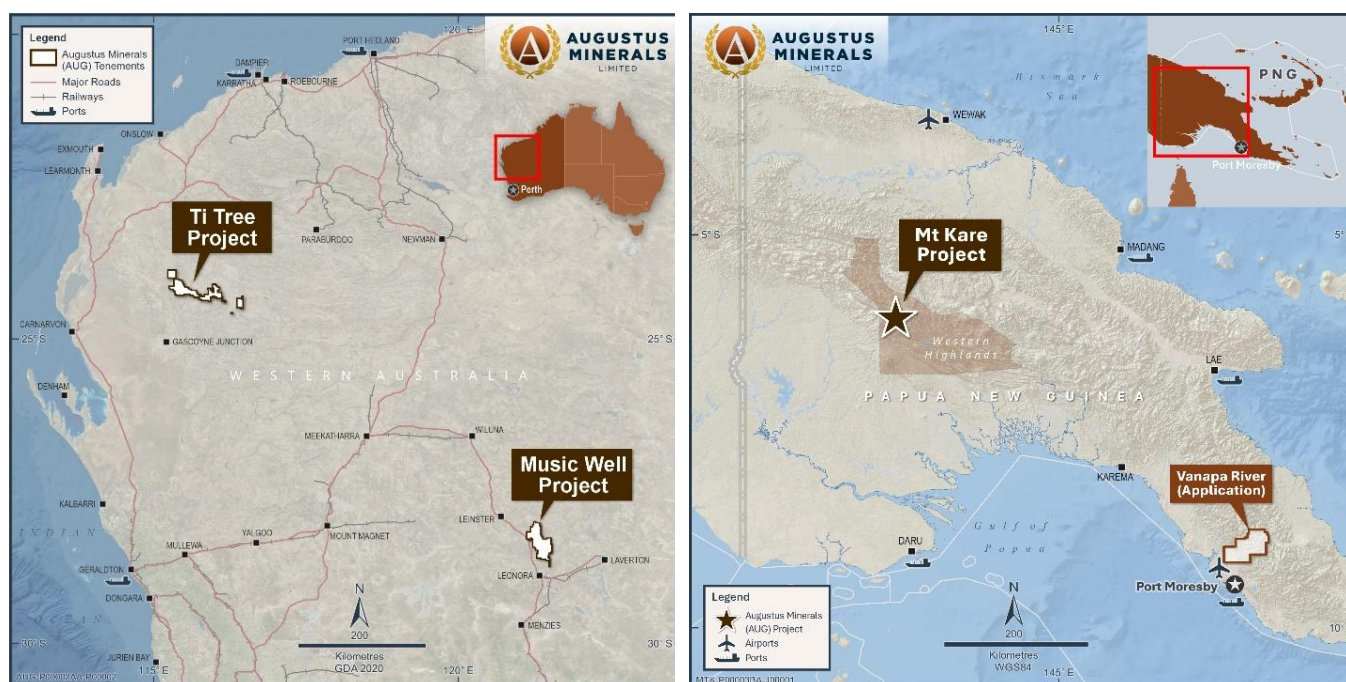 Legend
Augustus Minerals
(AUG) Tenements
Major Roads
Railways
Ports
120° E
AUGUSTUS
MINERALS
LIMITED
PORT HEDLAND
DAMPIER
KARRATHA
ROEBOURNE
ONSLOW
EXMOUTH
LEARMONTH
Perth
Ti Tree
Project
PARABURDOO
NEWMAN
CARNARVON
GASCOYNE JUNCTION
25° S
WESTERN AUSTRALIA
DENHAM
MEEKATHARRA
WILUNA
Music Well
Project
KALBARRI
LEINSTER
INDIAN
OCEAN
YALGOO
MOUNT MAGNET
MULLEWA
LAVERTON
GERALDTON
LEONORA
DONGARA
N
200
MENZIES
Kilometres
GDA 2020
30° S
JURIEN BAY
115° E
120° E
145° E
AUGUSTUS
MINERALS
LIMITED
Bismark
Sea
PNG
Port Moresby
WEWAK
5° S
5°
Mt Kare
Project
MADANG
Western
Highlands
LAE
PAPUA NEW GUINEA
KAREMA
Vanapa River
(Application)
Gulf of
Papua
DARU
Port Moresby
Legend
Augustus Minerals
(AUG) Project
Airports
Ports
N
200
Kilometres
WGS84
10°
145° E